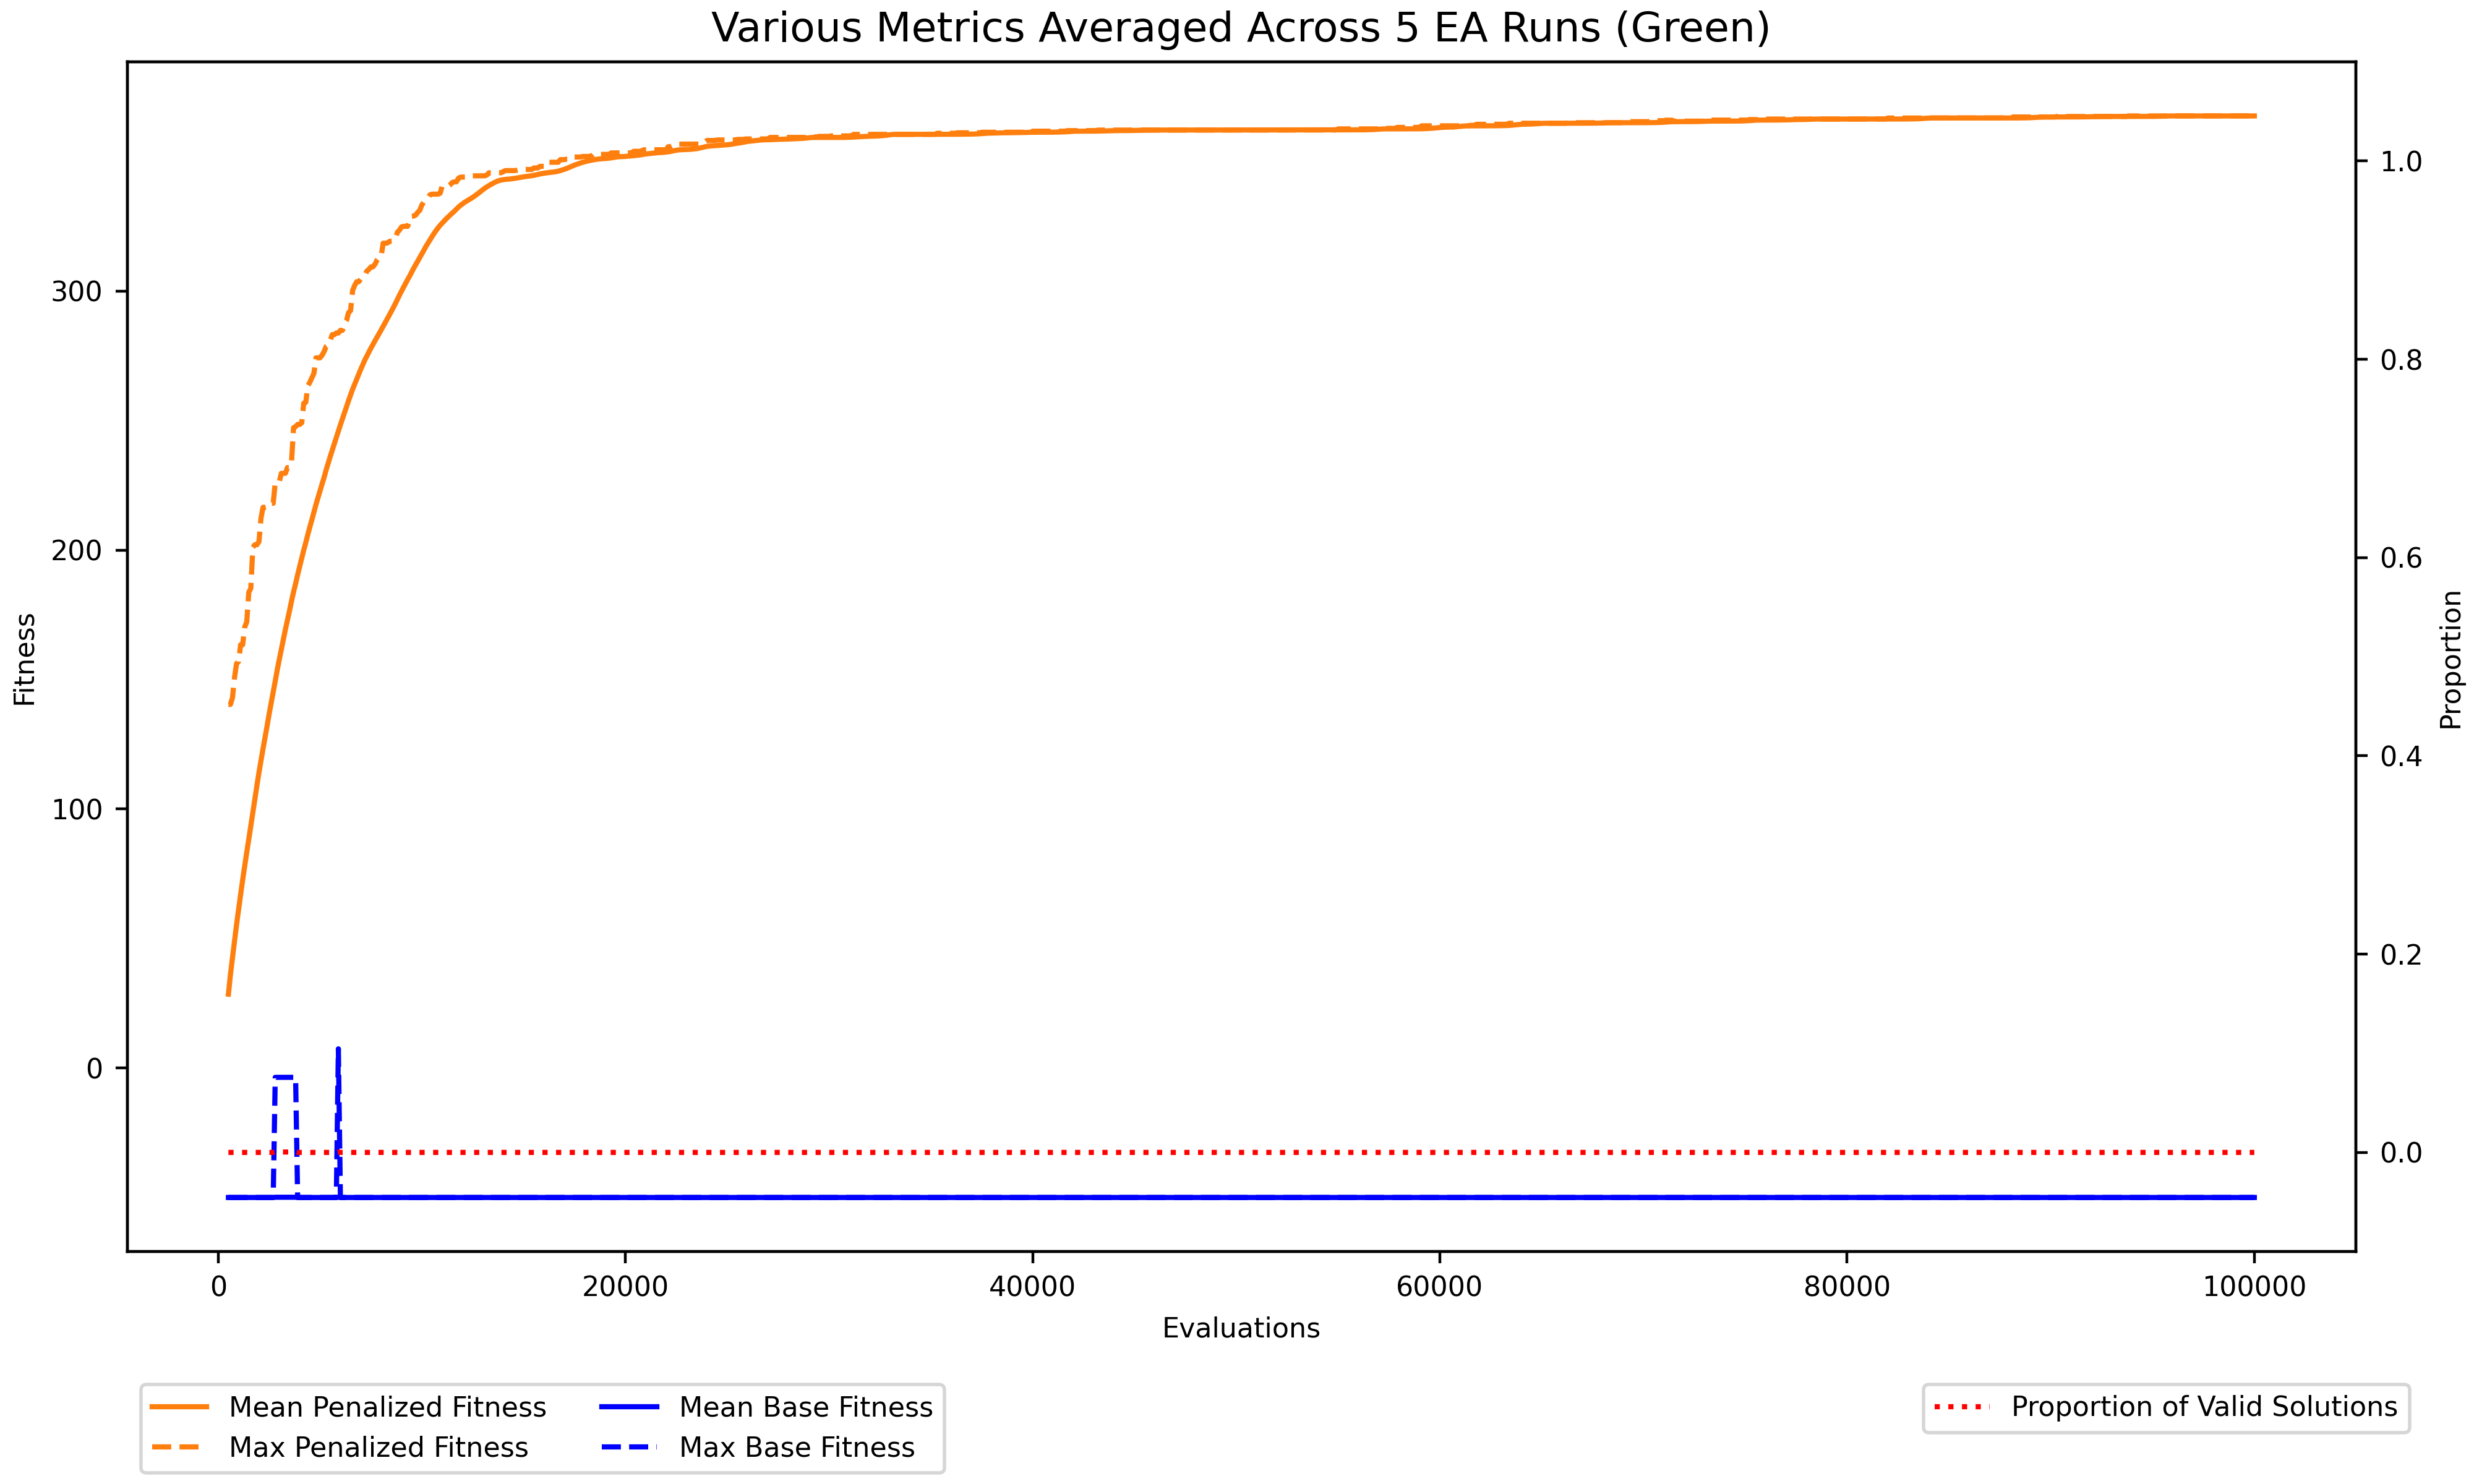 Various Metrics Averaged Across 5 EA Runs (Green)
300
200
100
0
Fitness
1.0
0.8
0.6
0.4
0.2
0.0
Proportion
0 20000 40000 60000 80000 100000
Evaluations
Mean Penalized Fitness
Max Penalized Fitness
Mean Base Fitness
Max Base Fitness
Proportion of Valid Solutions